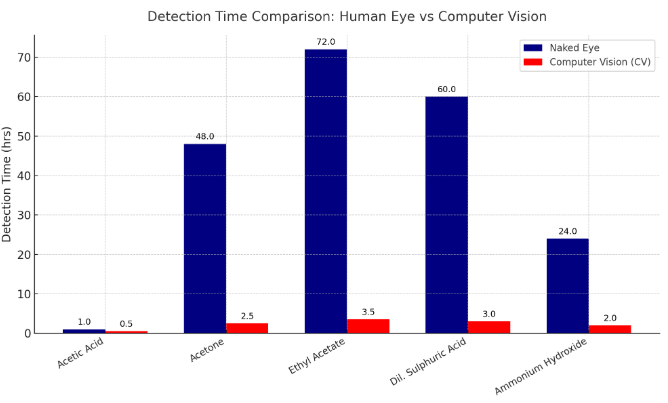 Detection Time Comparison: Human Eye vs Computer Vision
Naked Eye
Computer Vision (CV)
Detection Time (hrs)
70
60
50
40
30
20
10
0
1.0
0.5
48.0
2.5
72.0
3.5
60.0
3.0
24.0
2.0
Acetic Acid
Acetone
Ethyl Acetate
Dil. Sulphuric Acid
Ammonium Hydroxide